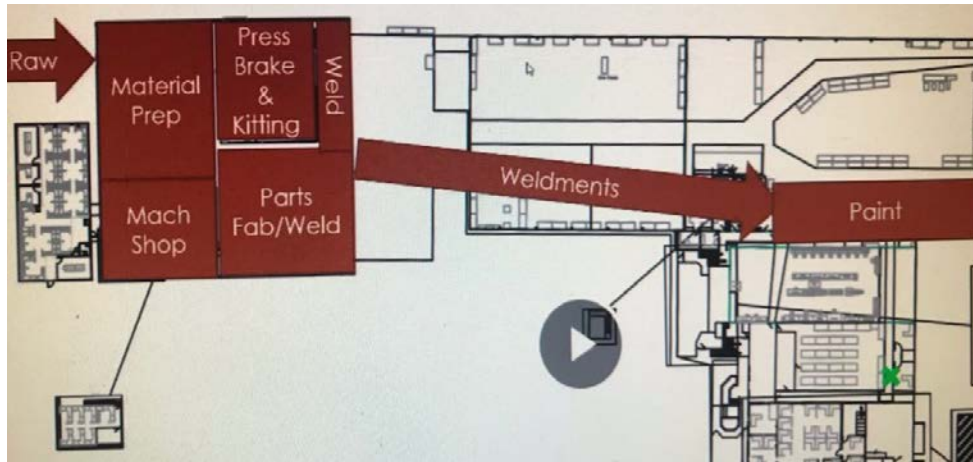 Raw
Material
Prep
Press
Brake
&
Kitting
Weld
Mach
Shop
Parts
Fab/Weld
Weldments
Paint